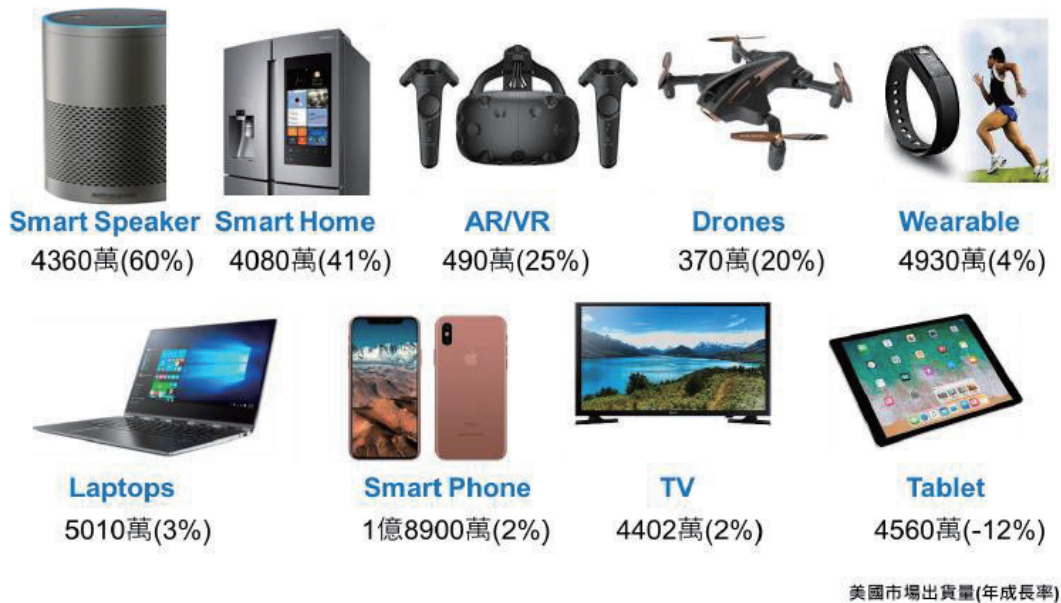 Smart Speaker
4360萬(60%)
Smart Home
4080萬(41%)
AR/VR
490萬(25%)
Drones
370萬(20%)
Wearable
4930萬(4%)
Laptops
5010萬(3%)
Smart Phone
1億8900萬(2%)
TV
4402萬(2%)
Tablet
4560萬(-12%)
美國市場出貨量(年成長率)